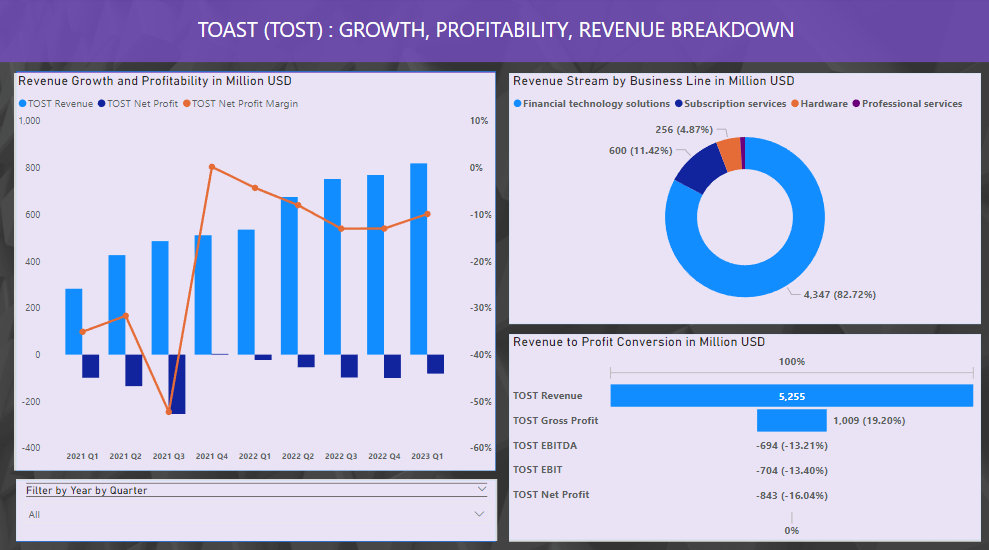 TOAST (TOST) : GROWTH, PROFITABILITY, REVENUE BREAKDOWN
Revenue Growth and Profitability in Million USD
TOST Revenue TOST Net Profit TOST Net Profit Margin
1,000
800
600
400
200
0
-200
-400
10%
0%
-10%
-20%
-30%
-40%
-50%
-60%
2021 Q1 2021 Q2 2021 Q3 2021 Q4 2022 Q1 2022 Q2 2022 Q3 2022 Q4 2023 Q1
Filter by Year by Quarter
All
Revenue Stream by Business Line in Million USD
Financial technology solutions Subscription services Hardware Professional services
256 (4.87%)
600 (11.42%)
4,347 (82.72%)
Revenue to Profit Conversion in Million USD
100%
TOST Revenue 5,255
TOST Gross Profit 1,009 (19.20%)
TOST EBITDA -694 (-13.21%)
TOST EBIT -704 (-13.40%)
TOST Net Profit -843 (-16.04%)
0%